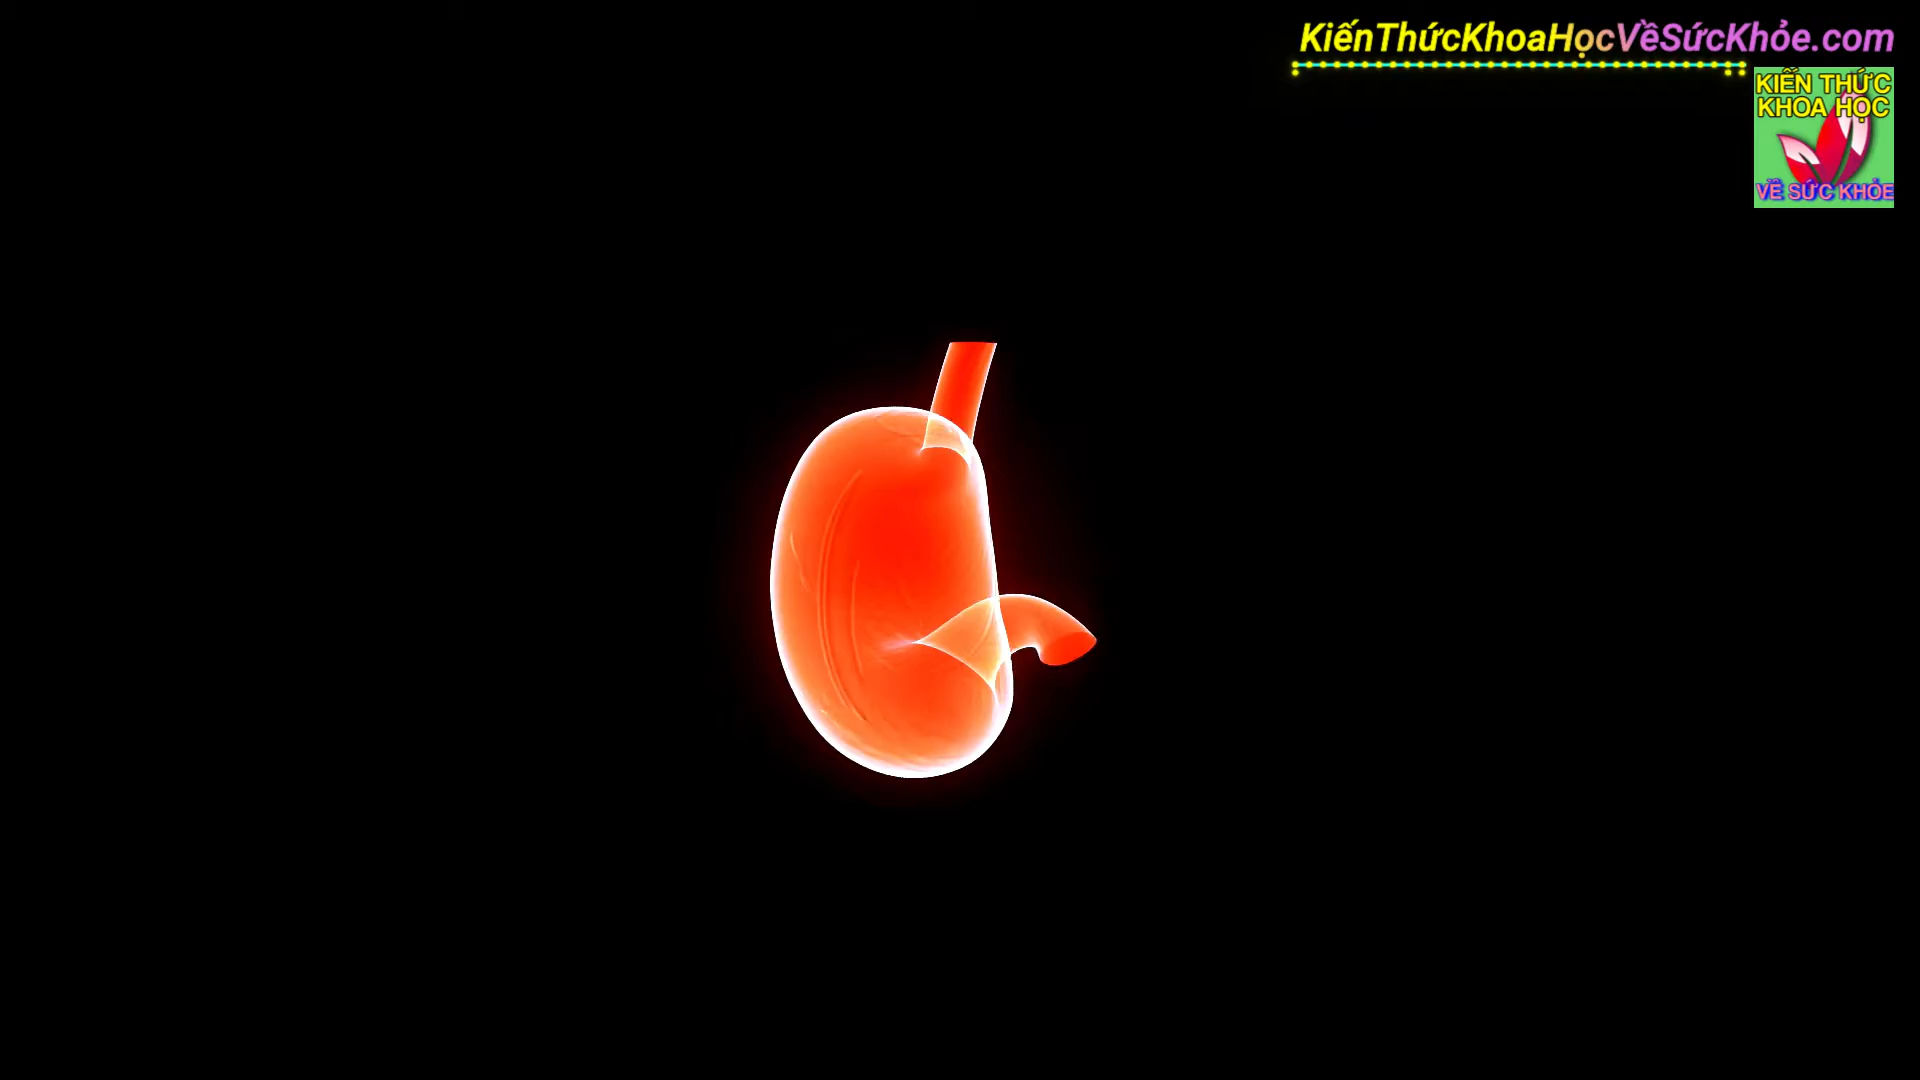 KiếnThứcKhoaHọcVềSứcKhỏe.com
KIẾN THỨC
KHOA HỌC
VỀ SỨC KHỎE